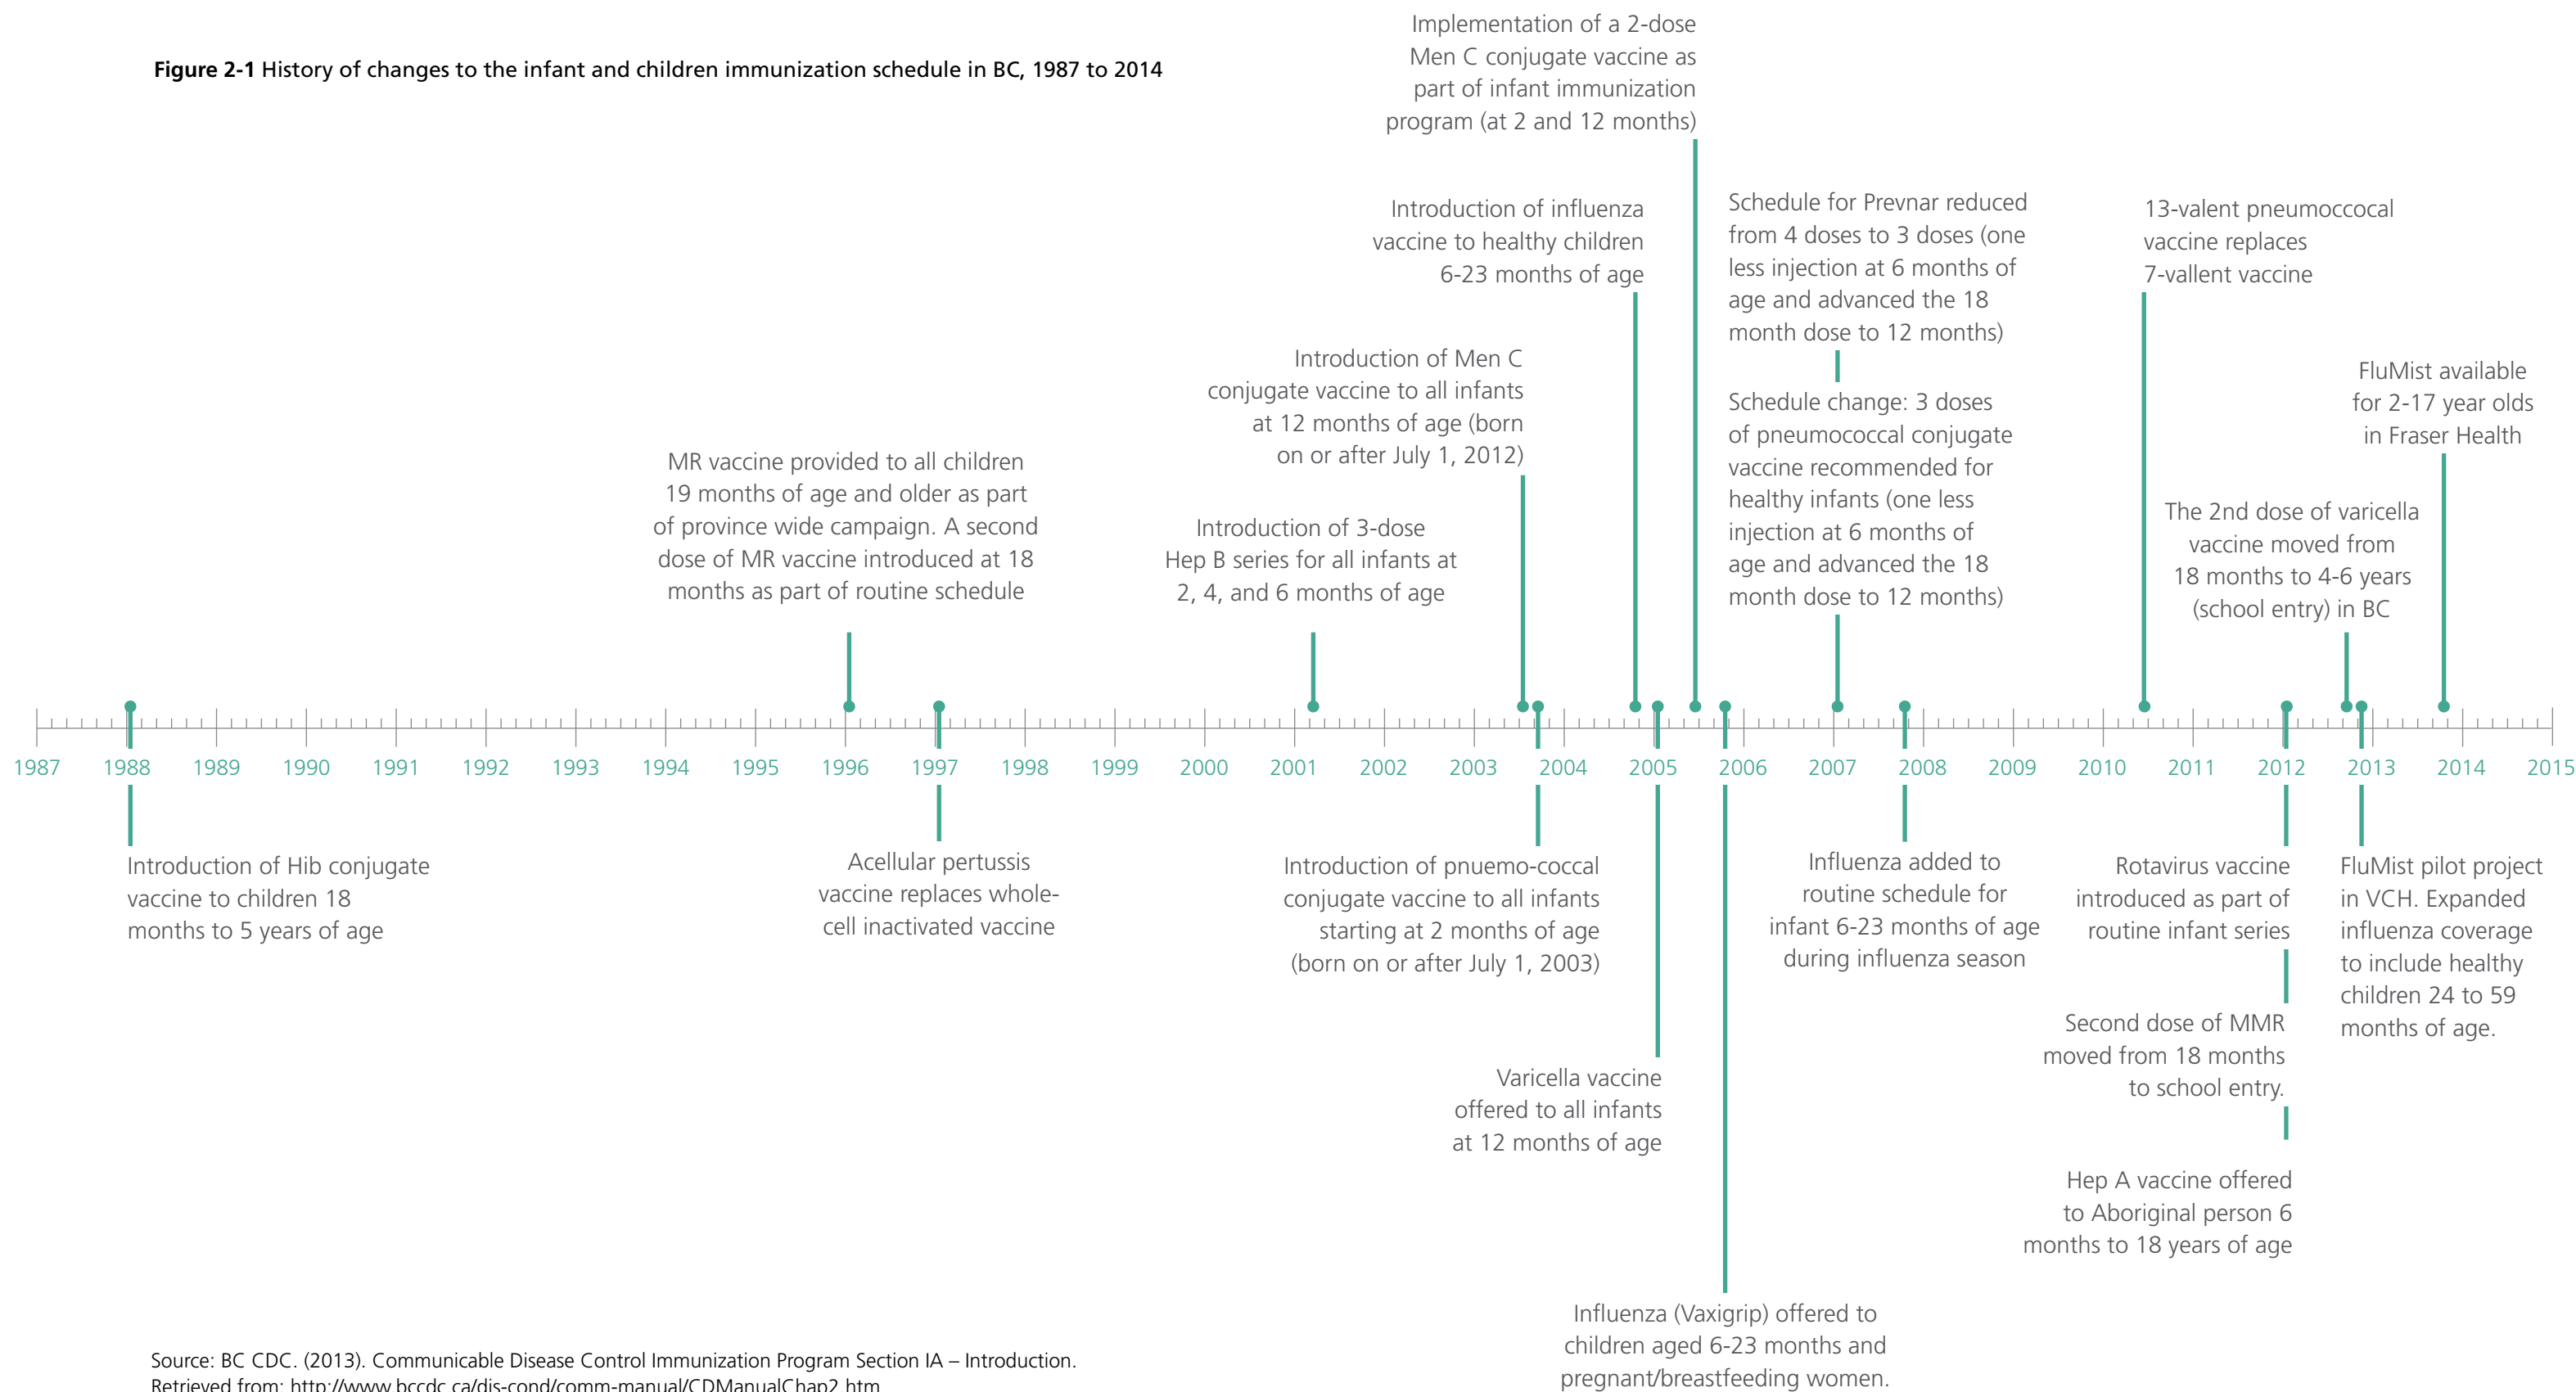 Figure 2-1 History of changes to the infant and children immunization schedule in BC, 1987 to 2014
Implementation of a 2-dose
Men C conjugate vaccine as
part of infant immunization
program (at 2 and 12 months)
Introduction of influenza
vaccine to healthy children
6-23 months of age
Schedule for Prevnar reduced
from 4 doses to 3 doses (one
less injection at 6 months of
age and advanced the 18
month dose to 12 months)
13-valent pneumoccocal
vaccine replaces
7-vallent vaccine
Introduction of Men C
conjugate vaccine to all infants
at 12 months of age (born
on or after July 1, 2012)
Schedule change: 3 doses
of pneumococcal conjugate
vaccine recommended for
healthy infants (one less
injection at 6 months of
age and advanced the 18
month dose to 12 months)
FluMist available
for 2-17 year olds
in Fraser Health
MR vaccine provided to all children
19 months of age and older as part
of province wide campaign. A second
dose of MR vaccine introduced at 18
months as part of routine schedule
Introduction of 3-dose
Hep B series for all infants at
2, 4, and 6 months of age
The 2nd dose of varicella
vaccine moved from
18 months to 4-6 years
(school entry) in BC
1987 1988 1989 1990 1991 1992 1993 1994 1995 1996 1997 1998 1999 2000 2001 2002 2003 2004 2005 2006 2007 2008 2009 2010 2011 2012 2013 2014 2015
Introduction of Hib conjugate
vaccine to children 18
months to 5 years of age
Acellular pertussis
vaccine replaces whole-
cell inactivated vaccine
Introduction of pnuemo-coccal
conjugate vaccine to all infants
starting at 2 months of age
(born on or after July 1, 2003)
Influenza added to
routine schedule for
infant 6-23 months of age
during influenza season
Rotavirus vaccine
introduced as part of
routine infant series
FluMist pilot project
in VCH. Expanded
influenza coverage
to include healthy
children 24 to 59
months of age.
Second dose of MMR
moved from 18 months
to school entry.
Varicella vaccine
offered to all infants
at 12 months of age
Hep A vaccine offered
to Aboriginal person 6
months to 18 years of age
Influenza (Vaxigrip) offered to
children aged 6-23 months and
pregnant/breastfeeding women.
Source: BC CDC. (2013). Communicable Disease Control Immunization Program Section IA – Introduction.
Retrieved from: http://www.bccdc.ca/dis-cond/comm-manual/CDManualChap2.htm